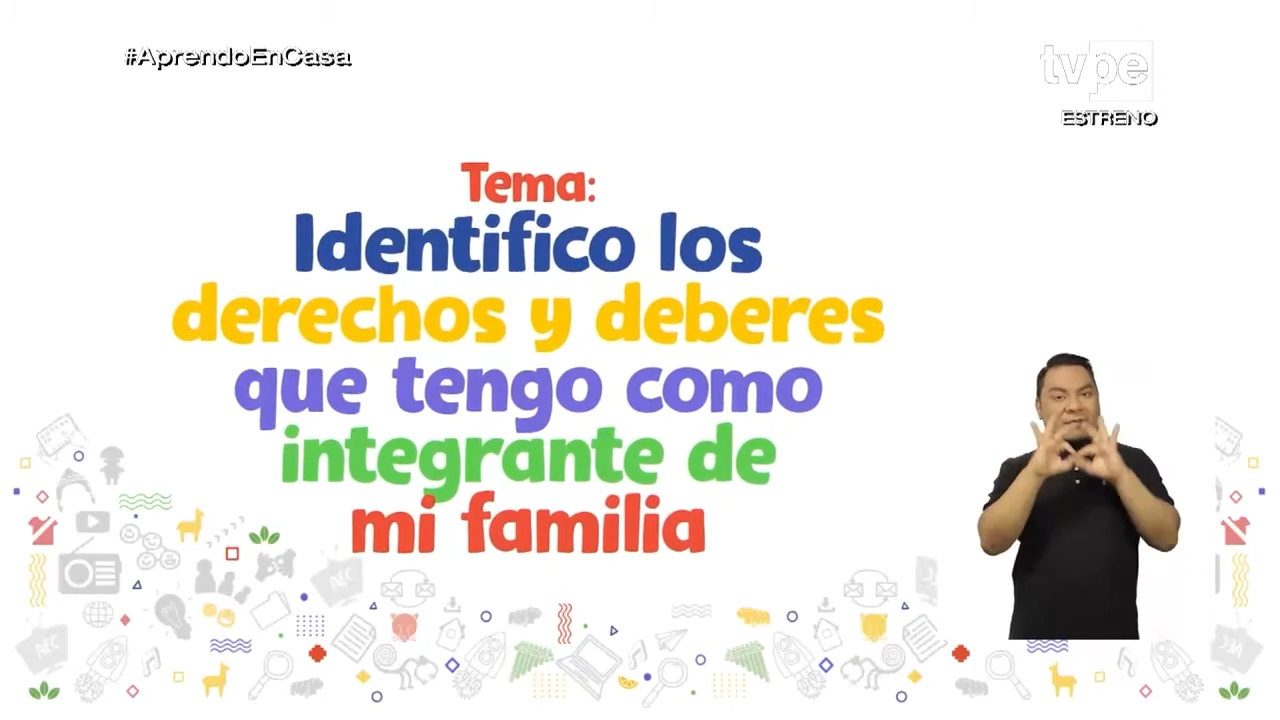 #AprendoEnCasa
tvpe
ESTRENO
Tema:
Identifico los
derechos y deberes
que tengo como
integrante de
mi familia